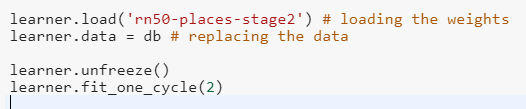 learner.load('rn50-places-stage2') # loading the weights
learner.data = db # replacing the data
learner.unfreeze()
learner.fit_one_cycle(2)